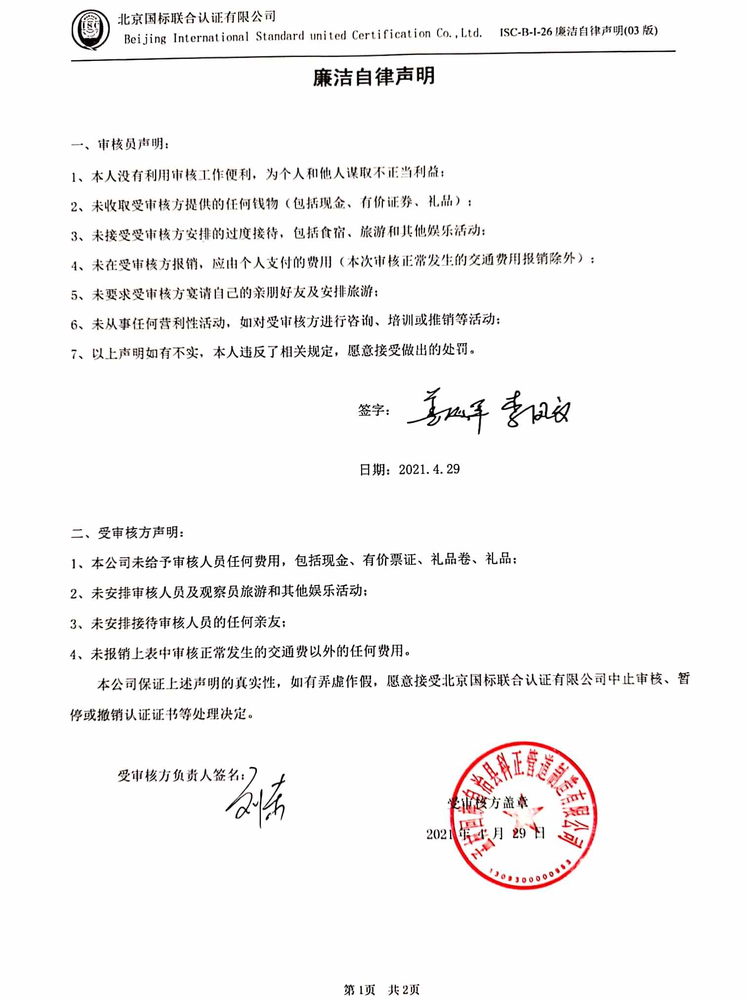 ISC
北京国标联合认证有限公司
Beijing International Standard united Certification Co.,Ltd. ISC-B-I-26 廉洁自律声明(03 版)
廉洁自律声明
一、审核员声明：
1、本人没有利用审核工作便利，为个人和他人谋取不正当利益；
2、未收取受审核方提供的任何钱物（包括现金、有价证券、礼品）；
3、未接受受审核方安排的过度接待，包括食宿、旅游和其他娱乐活动；
4、未在受审核方报销，应由个人支付的费用（本次审核正常发生的交通费用报销除外）；
5、未要求受审核方宴请自己的亲朋好友及安排旅游；
6、未从事任何营利性活动，如对受审核方进行咨询、培训或推销等活动；
7、以上声明如有不实，本人违反了相关规定，愿意接受做出的处罚。
签字：
日期：2021.4.29
二、受审核方声明：
1、本公司未给予审核人员任何费用，包括现金、有价票证、礼品卷、礼品；
2、未安排审核人员及观察员旅游和其他娱乐活动；
3、未安排接待审核人员的任何亲友；
4、未报销上表中审核正常发生的交通费以外的任何费用。
本公司保证上述声明的真实性，如有弄虚作假，愿意接受北京国标联合认证有限公司中止审核、暂
停或撤销认证证书等处理决定。
受审核方负责人签名：
孟村回族自治县科正管道制造有限公司
受审核方盖章
2021 年 4 月 29 日
1309300000963
第 1页 共 2页